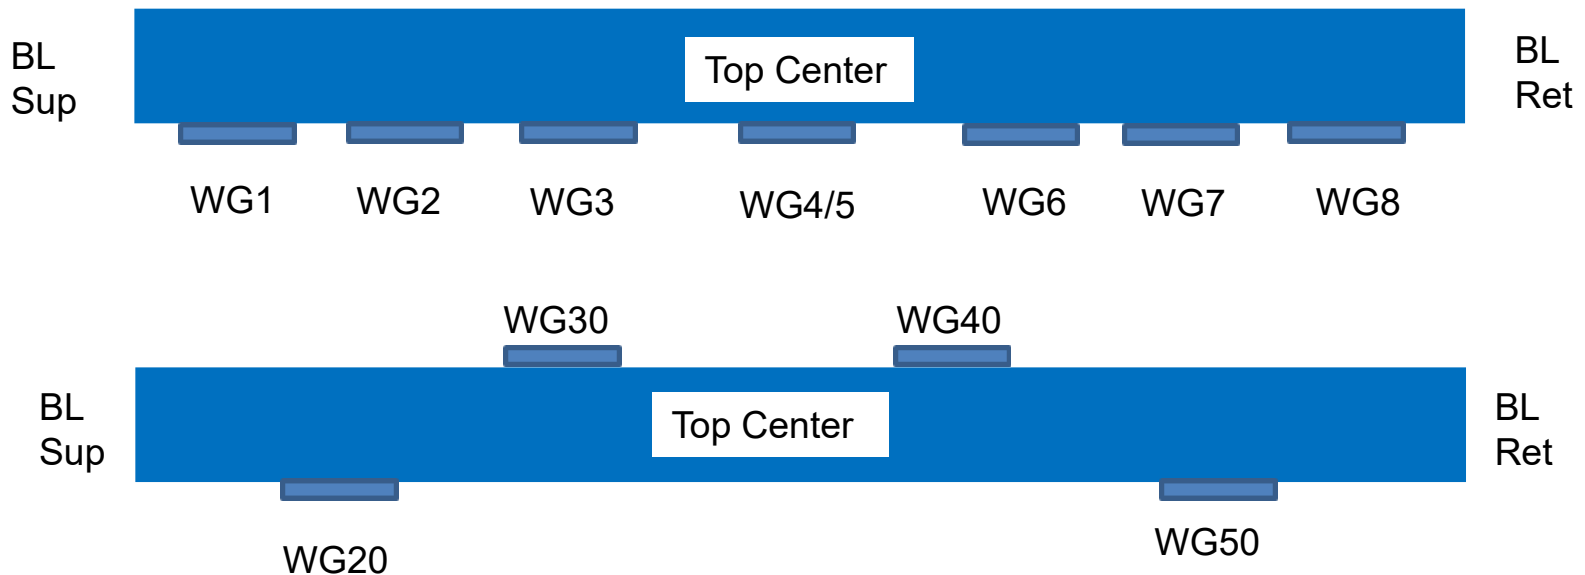 BL
Sup
Top Center
BL
Ret
WG1
WG2
WG3
WG4/5
WG6
WG7
WG8
WG30
WG40
BL
Sup
Top Center
BL
Ret
WG20
WG50